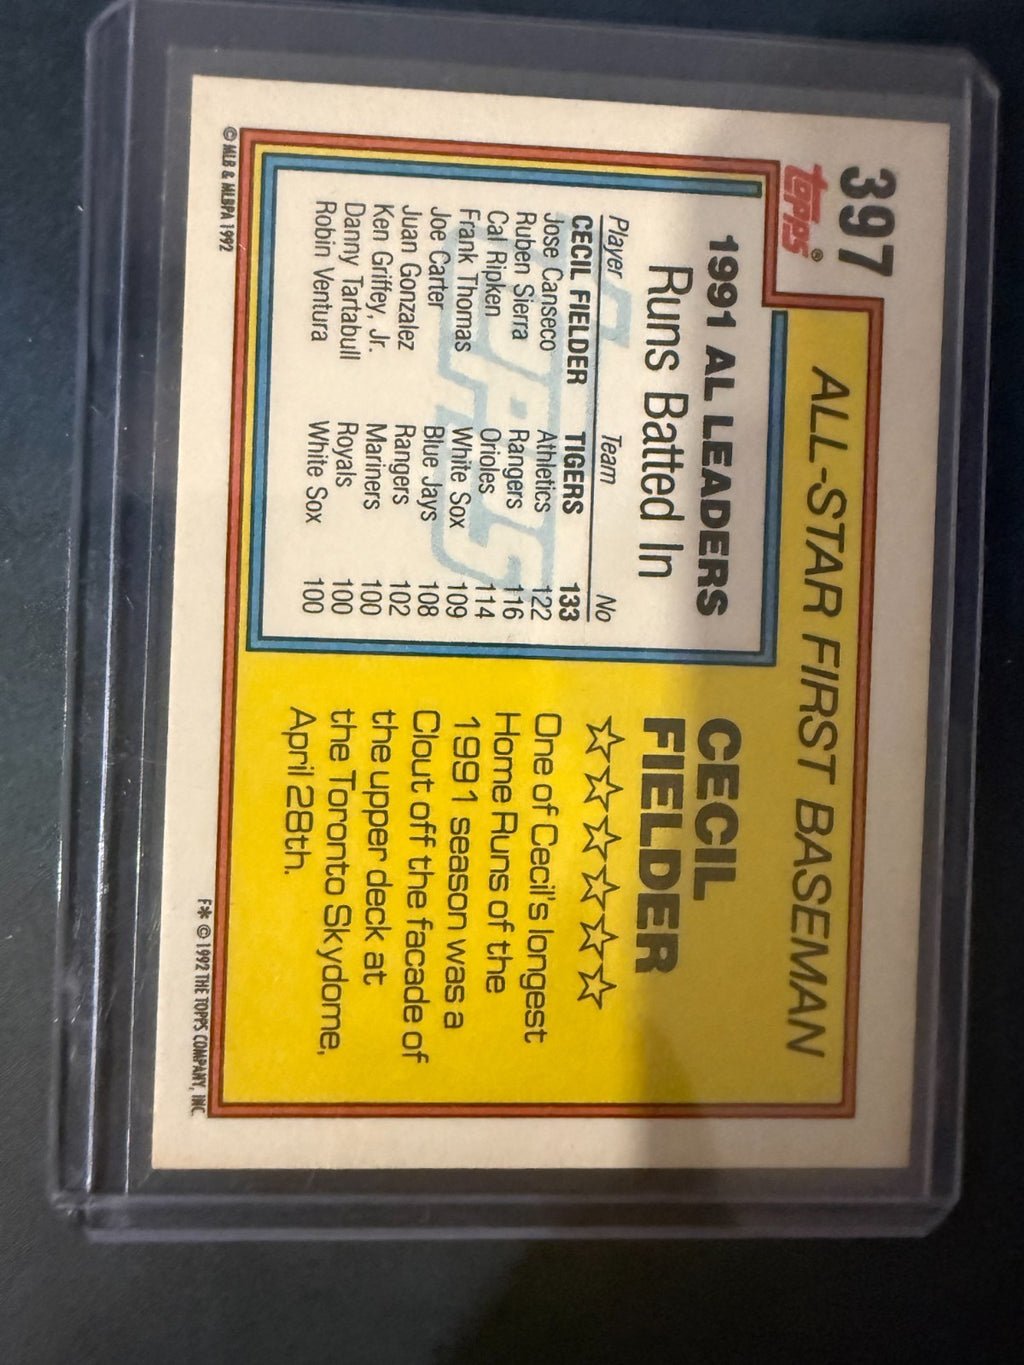 397
topps®
ALL-STAR FIRST BASEMAN
1991 AL LEADERS
Runs Batted In
Player Team No
CECIL FIELDER TIGERS 133
Jose Canseco Athletics 122
Ruben Sierra Rangers 116
Cal Ripken Orioles 114
Frank Thomas White Sox 109
Joe Carter Blue Jays 108
Juan Gonzalez Rangers 102
Ken Griffey, Jr. Mariners 100
Danny Tartabull Royals 100
Robin Ventura White Sox 100
topps
CECIL
FIELDER
☆☆☆☆☆☆
One of Cecil's longest
Home Runs of the
1991 season was a
Clout off the facade of
the upper deck at
the Toronto Skydome,
April 28th.
© MLB & MLBPA 1992
F* © 1992 THE TOPPS COMPANY, INC.